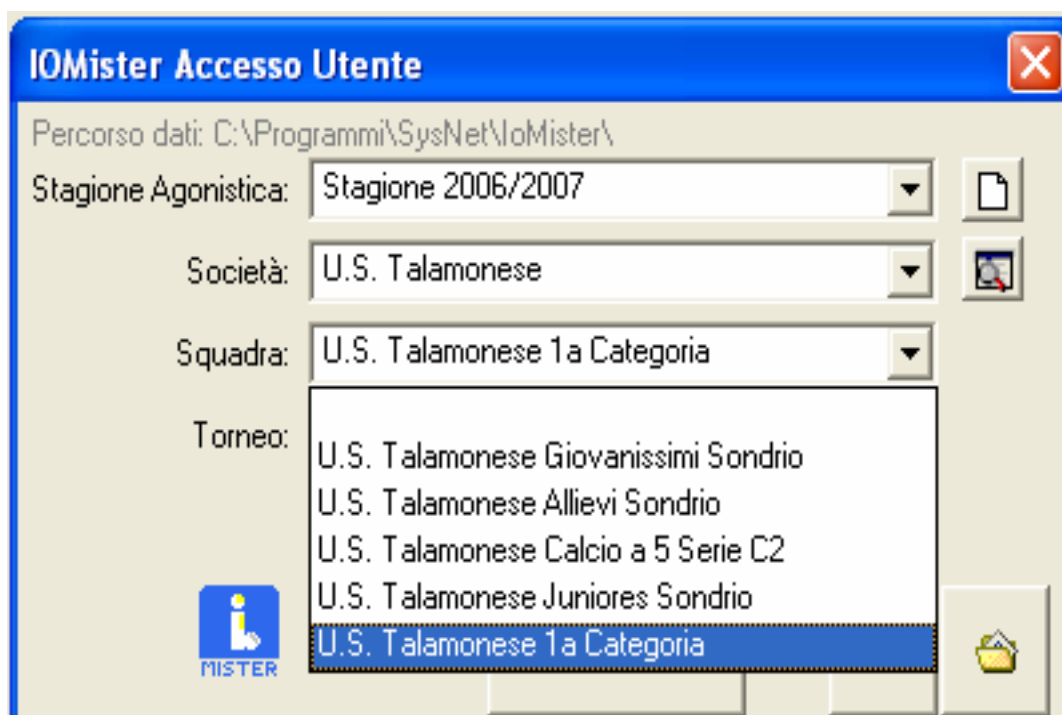 IOMister Accesso Utente
Percorso dati: C:\Programmi\SysNet\IoMister\
Stagione Agonistica: Stagione 2006/2007
Società: U.S. Talamonese
Squadra: U.S. Talamonese 1a Categoria
Torneo:
U.S. Talamonese Giovanissimi Sondrio
U.S. Talamonese Allievi Sondrio
U.S. Talamonese Calcio a 5 Serie C2
U.S. Talamonese Juniores Sondrio
U.S. Talamonese 1a Categoria
MISTER